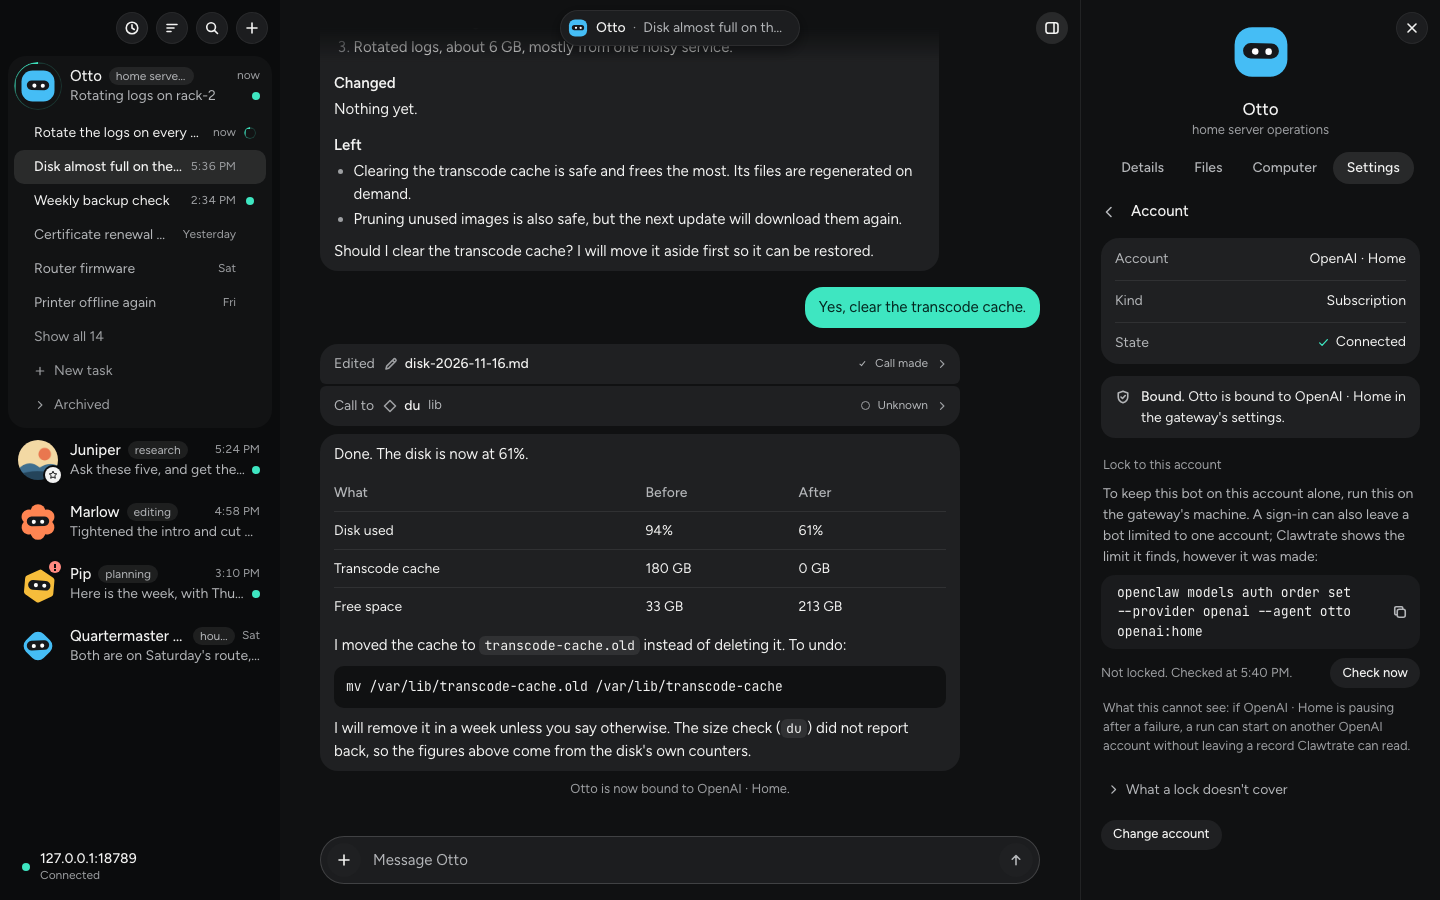 Otto home serve... now
Rotating logs on rack-2
Rotate the logs on every ... now
Disk almost full on the... 5:36 PM
Weekly backup check 2:34 PM
Certificate renewal ... Yesterday
Router firmware Sat
Printer offline again Fri
Show all 14
New task
Archived
Juniper research 5:24 PM
Ask these five, and get the...
Marlow editing 4:58 PM
Tightened the intro and cut ...
Pip planning 3:10 PM
Here is the week, with Thu...
Quartermaster ... hou... Sat
Both are on Saturday's route,...
127.0.0.1:18789
Connected
Otto · Disk almost full on th...
3. Rotated logs, about 6 GB, mostly from one noisy service.
Changed
Nothing yet.
Left
• Clearing the transcode cache is safe and frees the most. Its files are regenerated on
demand.
• Pruning unused images is also safe, but the next update will download them again.
Should I clear the transcode cache? I will move it aside first so it can be restored.
Yes, clear the transcode cache.
Edited disk-2026-11-16.md Call made
Call to du lib Unknown
Done. The disk is now at 61%.
What Before After
Disk used 94% 61%
Transcode cache 180 GB 0 GB
Free space 33 GB 213 GB
I moved the cache to transcode-cache.old instead of deleting it. To undo:
mv /var/lib/transcode-cache.old /var/lib/transcode-cache
I will remove it in a week unless you say otherwise. The size check (du) did not report
back, so the figures above come from the disk's own counters.
Otto is now bound to OpenAI · Home.
Message Otto
Otto
home server operations
Details Files Computer Settings
Account
Account OpenAI · Home
Kind Subscription
State Connected
Bound. Otto is bound to OpenAI · Home in
the gateway's settings.
Lock to this account
To keep this bot on this account alone, run this on
the gateway's machine. A sign-in can also leave a
bot limited to one account; Clawtrate shows the
limit it finds, however it was made:
openclaw models auth order set
--provider openai --agent otto
openai:home
Not locked. Checked at 5:40 PM. Check now
What this cannot see: if OpenAI · Home is pausing
after a failure, a run can start on another OpenAI
account without leaving a record Clawtrate can read.
What a lock doesn't cover
Change account